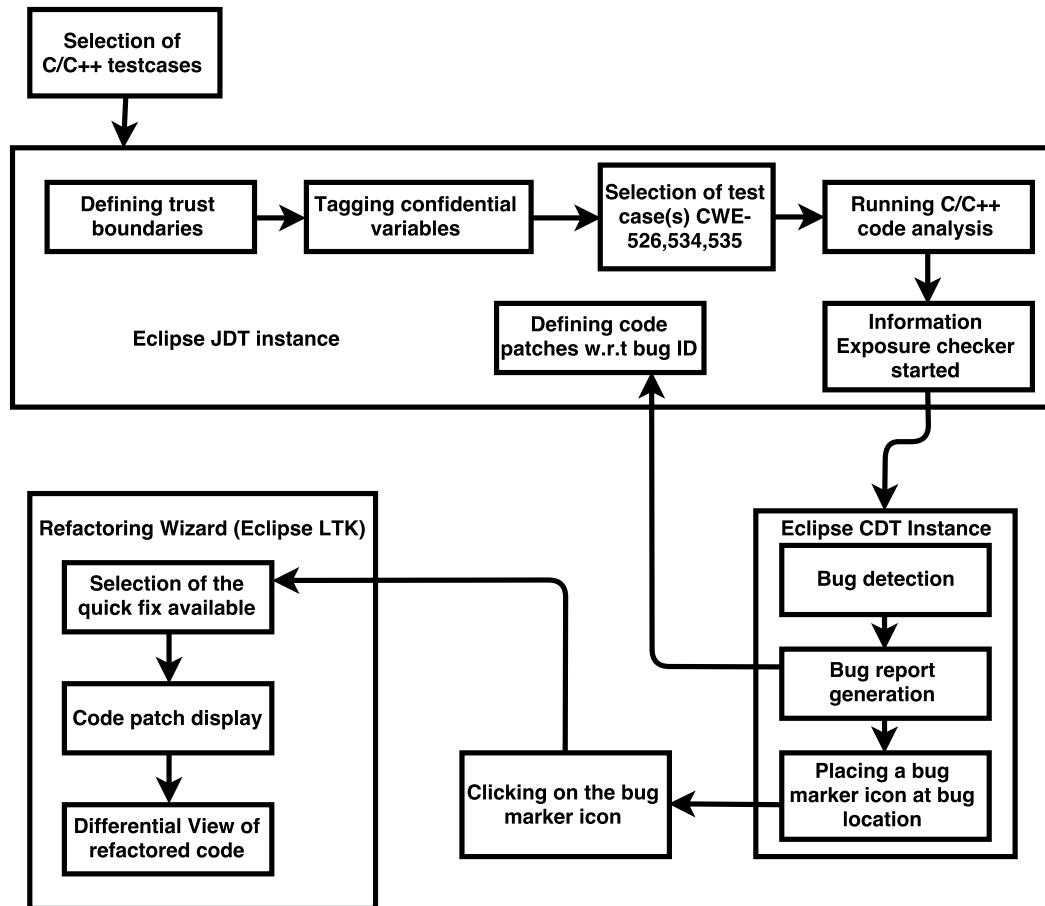 Selection of
C/C++ testcases
Defining trust
boundaries
Tagging confidential
variables
Selection of test
case(s) CWE-
526,534,535
Running C/C++
code analysis
Eclipse JDT instance
Defining code
patches w.r.t bug ID
Information
Exposure checker
started
Refactoring Wizard (Eclipse LTK)
Selection of the
quick fix available
Code patch display
Differential View of
refactored code
Clicking on the bug
marker icon
Eclipse CDT Instance
Bug detection
Bug report
generation
Placing a bug
marker icon at bug
location